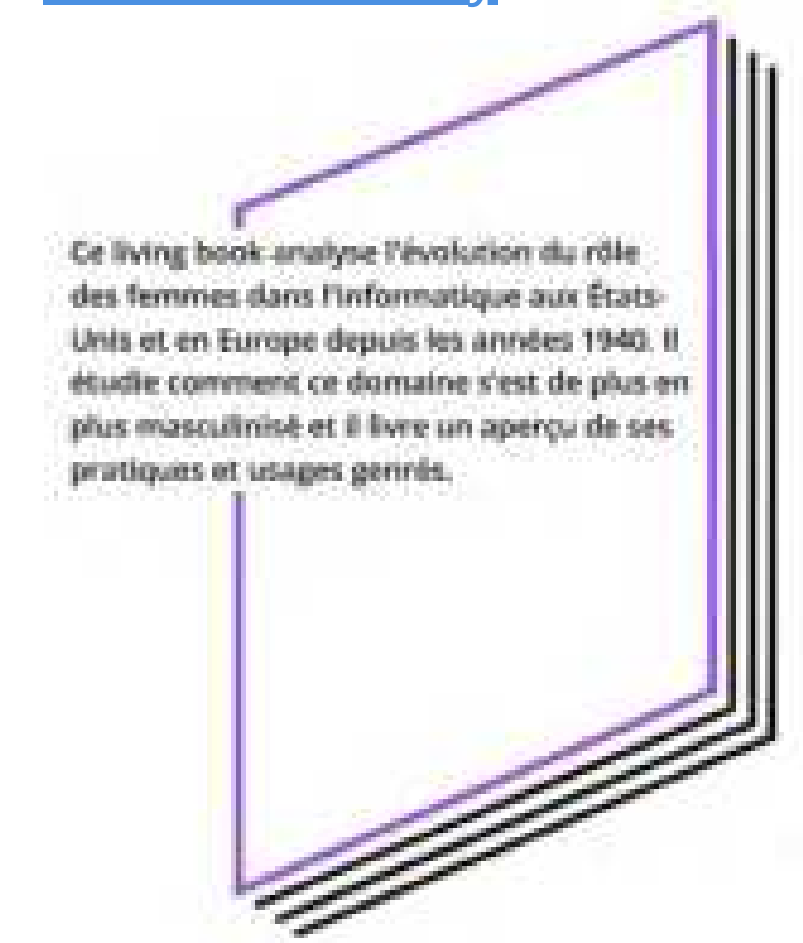 Ce living book analyse l'évolution du rôle
des femmes dans l'informatique aux États-
Unis et en Europe depuis les années 1940. Il
étudie comment ce domaine s'est de plus en
plus masculinisé et il livre un aperçu de ses
pratiques et usages genrés.